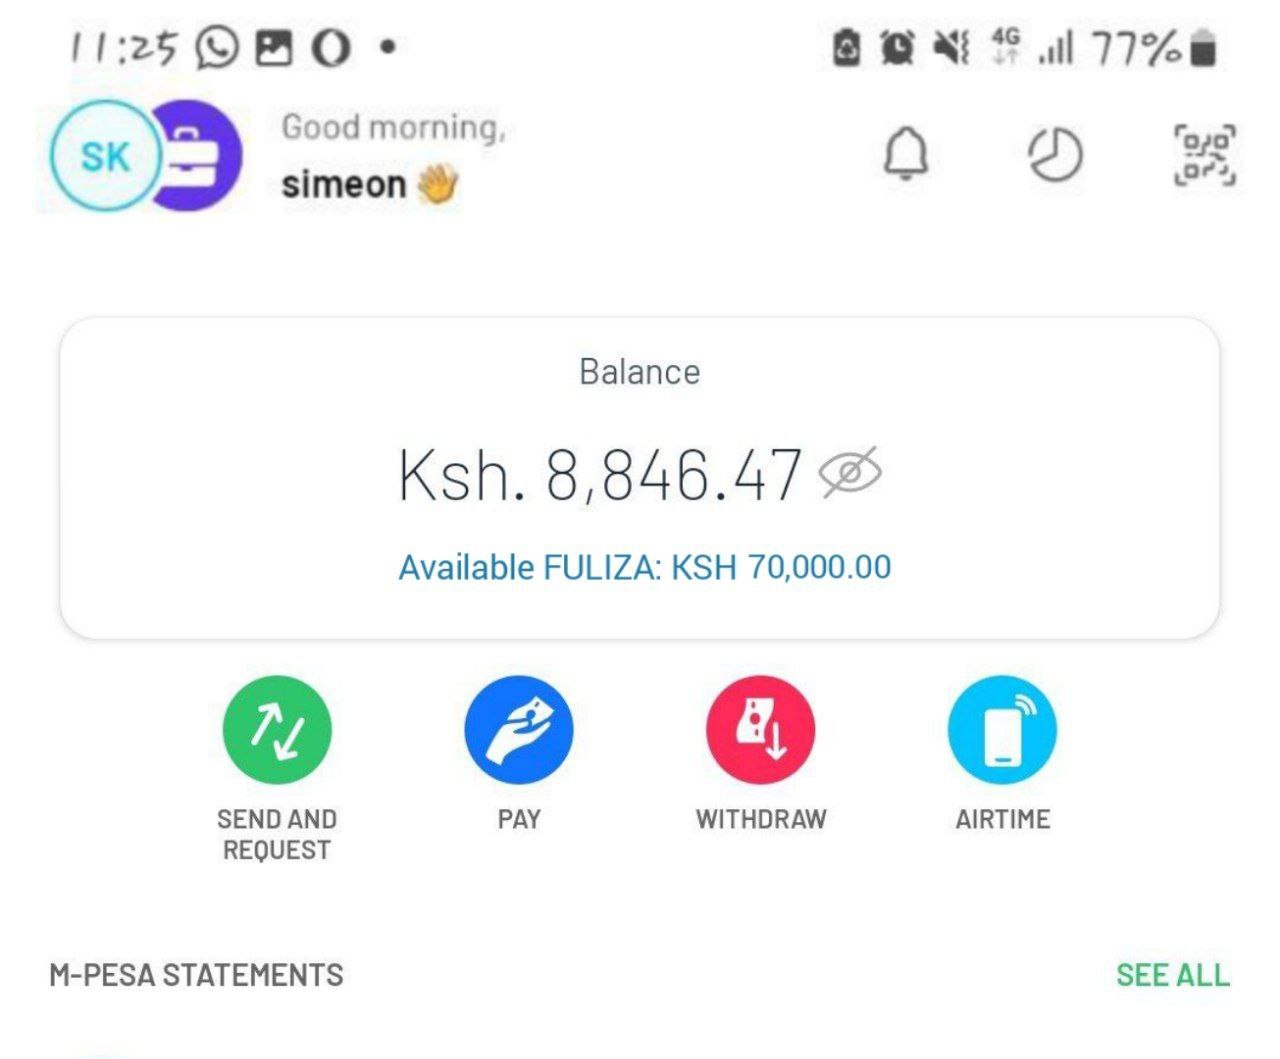 11:25 4G 77%
SK
Good morning,
simeon 👋
Balance
Ksh. 8,846.47
Available FULIZA: KSH 70,000.00
SEND AND
REQUEST
PAY
WITHDRAW
AIRTIME
M-PESA STATEMENTS
SEE ALL